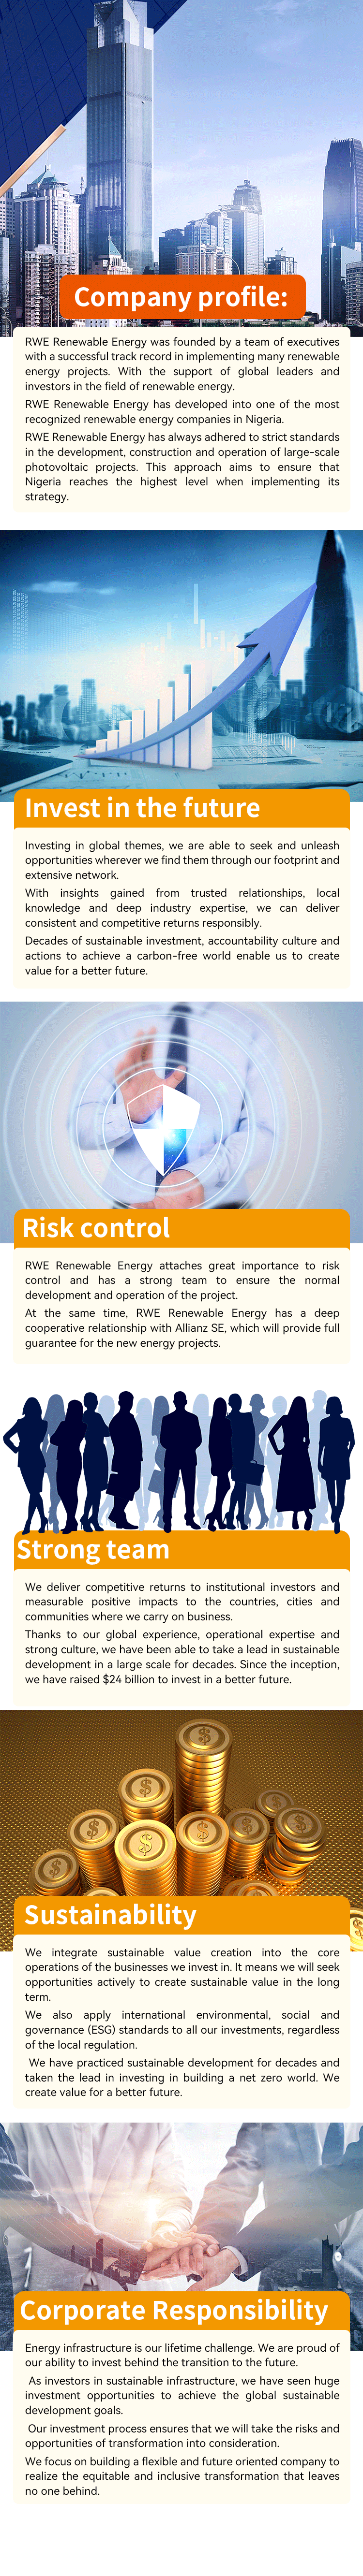 Company profile:
RWE Renewable Energy was founded by a team of executives
with a successful track record in implementing many renewable
energy projects. With the support of global leaders and
investors in the field of renewable energy.
RWE Renewable Energy has developed into one of the most
recognized renewable energy companies in Nigeria.
RWE Renewable Energy has always adhered to strict standards
in the development, construction and operation of large-scale
photovoltaic projects. This approach aims to ensure that
Nigeria reaches the highest level when implementing its
strategy.
Invest in the future
Investing in global themes, we are able to seek and unleash
opportunities wherever we find them through our footprint and
extensive network.
With insights gained from trusted relationships, local
knowledge and deep industry expertise, we can deliver
consistent and competitive returns responsibly.
Decades of sustainable investment, accountability culture and
actions to achieve a carbon-free world enable us to create
value for a better future.
Risk control
RWE Renewable Energy attaches great importance to risk
control and has a strong team to ensure the normal
development and operation of the project.
At the same time, RWE Renewable Energy has a deep
cooperative relationship with Allianz SE, which will provide full
guarantee for the new energy projects.
Strong team
We deliver competitive returns to institutional investors and
measurable positive impacts to the countries, cities and
communities where we carry on business.
Thanks to our global experience, operational expertise and
strong culture, we have been able to take a lead in sustainable
development in a large scale for decades. Since the inception,
we have raised $24 billion to invest in a better future.
Sustainability
We integrate sustainable value creation into the core
operations of the businesses we invest in. It means we will seek
opportunities actively to create sustainable value in the long
term.
We also apply international environmental, social and
governance (ESG) standards to all our investments, regardless
of the local regulation.
We have practiced sustainable development for decades and
taken the lead in investing in building a net zero world. We
create value for a better future.
Corporate Responsibility
Energy infrastructure is our lifetime challenge. We are proud of
our ability to invest behind the transition to the future.
As investors in sustainable infrastructure, we have seen huge
investment opportunities to achieve the global sustainable
development goals.
Our investment process ensures that we will take the risks and
opportunities of transformation into consideration.
We focus on building a flexible and future oriented company to
realize the equitable and inclusive transformation that leaves
no one behind.